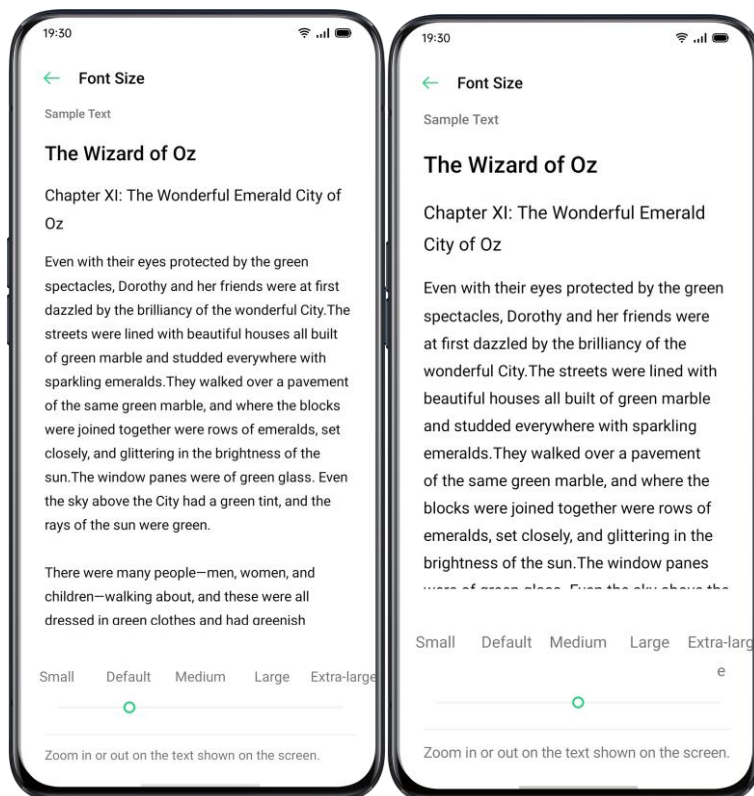 19:30
Font Size
Sample Text
The Wizard of Oz
Chapter XI: The Wonderful Emerald City of
Oz
Even with their eyes protected by the green
spectacles, Dorothy and her friends were at first
dazzled by the brilliancy of the wonderful City.The
streets were lined with beautiful houses all built
of green marble and studded everywhere with
sparkling emeralds.They walked over a pavement
of the same green marble, and where the blocks
were joined together were rows of emeralds, set
closely, and glittering in the brightness of the
sun.The window panes were of green glass. Even
the sky above the City had a green tint, and the
rays of the sun were green.
There were many people—men, women, and
children—walking about, and these were all
dressed in green clothes and had greenish
Small Default Medium Large Extra-large
Zoom in or out on the text shown on the screen.
19:30
Font Size
Sample Text
The Wizard of Oz
Chapter XI: The Wonderful Emerald
City of Oz
Even with their eyes protected by the green
spectacles, Dorothy and her friends were
at first dazzled by the brilliancy of the
wonderful City.The streets were lined with
beautiful houses all built of green marble
and studded everywhere with sparkling
emeralds.They walked over a pavement
of the same green marble, and where the
blocks were joined together were rows of
emeralds, set closely, and glittering in the
brightness of the sun.The window panes
were of green glass. Even the sky above the
Small Default Medium Large Extra-larg
e
Zoom in or out on the text shown on the screen.